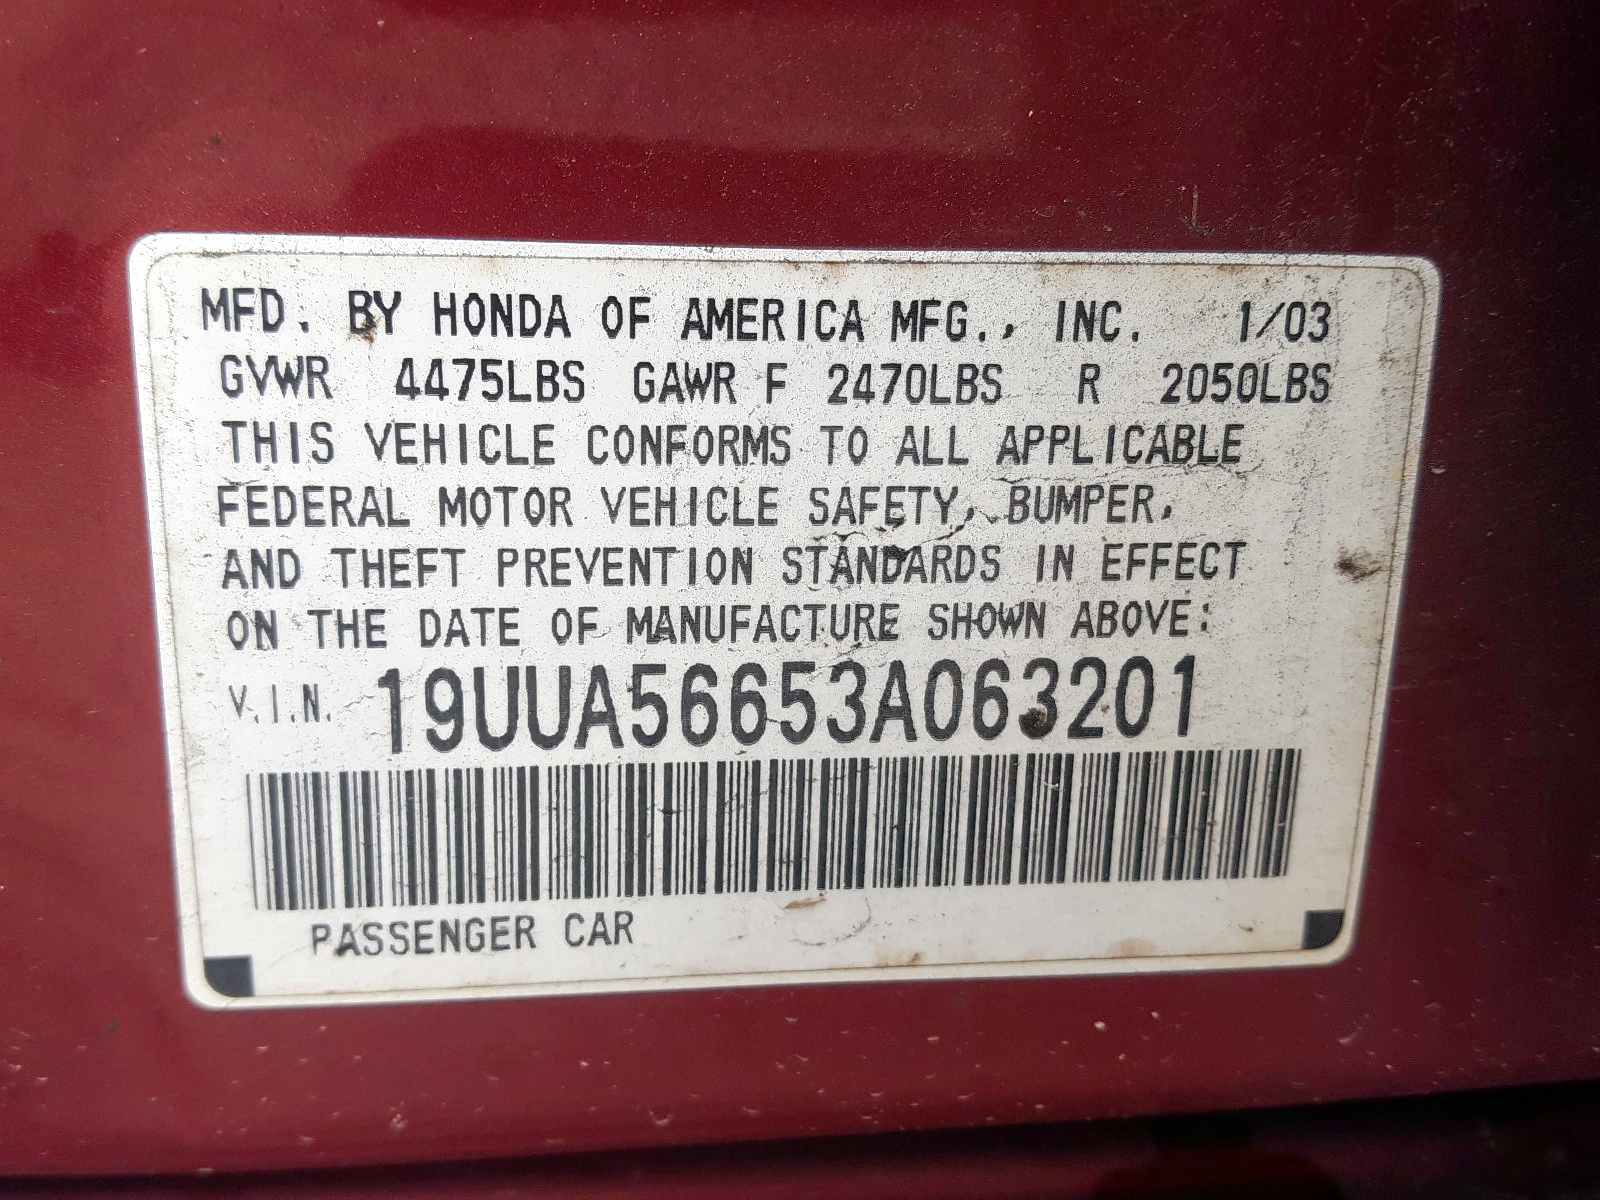 MFD. BY HONDA OF AMERICA MFG., INC. 1/03
GVWR 4475LBS GAWR F 2470LBS R 2050LBS
THIS VEHICLE CONFORMS TO ALL APPLICABLE
FEDERAL MOTOR VEHICLE SAFETY, BUMPER,
AND THEFT PREVENTION STANDARDS IN EFFECT
ON THE DATE OF MANUFACTURE SHOWN ABOVE:
V.I.N. 19UUA56653A063201
PASSENGER CAR